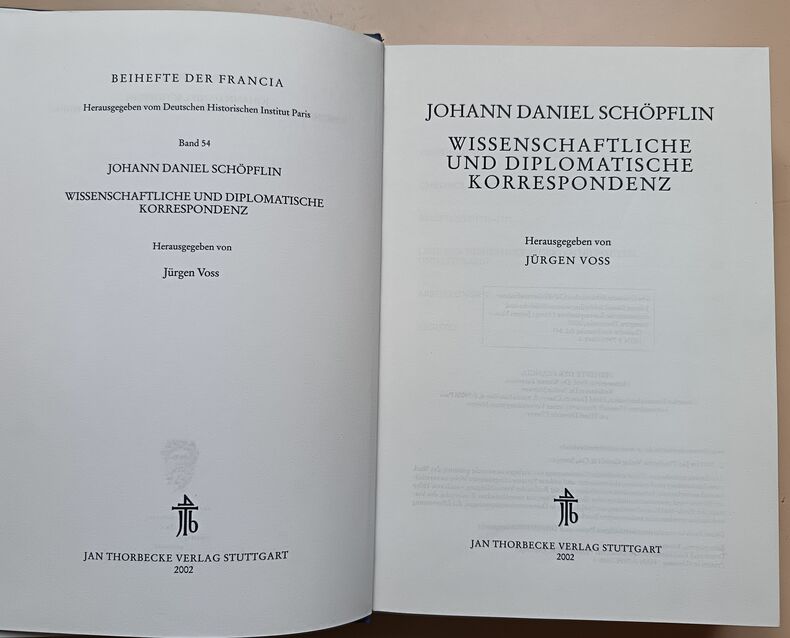 BEIHEFTE DER FRANCIA
Herausgegeben vom Deutschen Historischen Institut Paris
Band 54
JOHANN DANIEL SCHÖPFLIN
WISSENSCHAFTLICHE UND DIPLOMATISCHE
KORRESPONDENZ
Herausgegeben von
Jürgen Voss
JAN THORBECKE VERLAG STUTTGART
2002
JOHANN DANIEL SCHÖPFLIN
WISSENSCHAFTLICHE
UND DIPLOMATISCHE
KORRESPONDENZ
Herausgegeben von
JÜRGEN VOSS
JAN THORBECKE VERLAG STUTTGART
2002